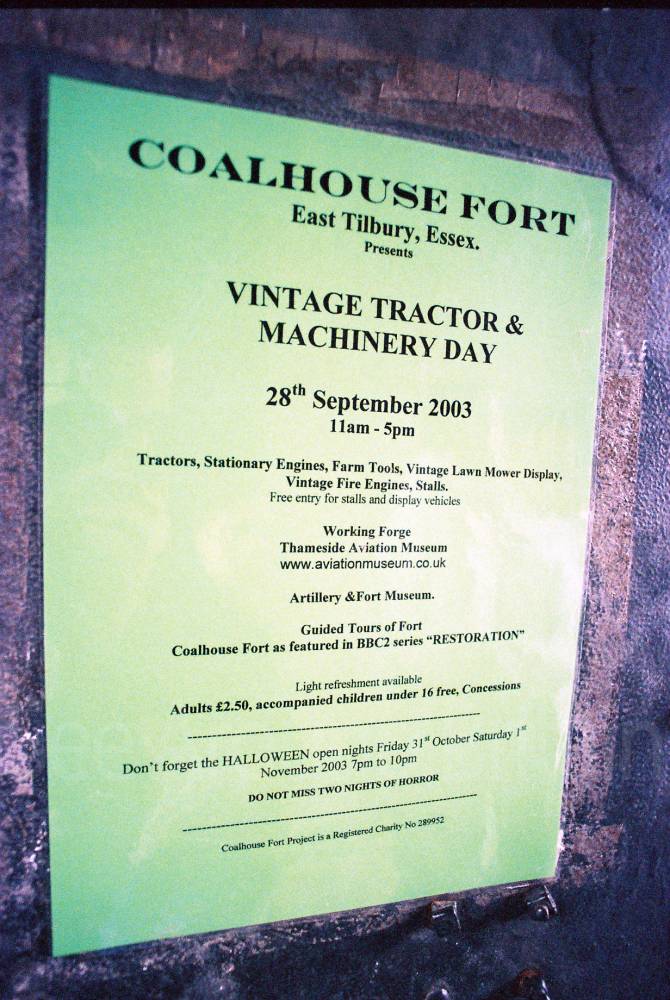 COALHOUSE FORT
East Tilbury, Essex.
Presents
VINTAGE TRACTOR &
MACHINERY DAY
28th September 2003
11am - 5pm
Tractors, Stationary Engines, Farm Tools, Vintage Lawn Mower Display,
Vintage Fire Engines, Stalls.
Free entry for stalls and display vehicles
Working Forge
Thameside Aviation Museum
www.aviationmuseum.co.uk
Artillery &Fort Museum.
Guided Tours of Fort
Coalhouse Fort as featured in BBC2 series “RESTORATION”
Light refreshment available
Adults £2.50, accompanied children under 16 free, Concessions
Don’t forget the HALLOWEEN open nights Friday 31st October Saturday 1st
November 2003 7pm to 10pm
DO NOT MISS TWO NIGHTS OF HORROR
Coalhouse Fort Project is a Registered Charity No 289952